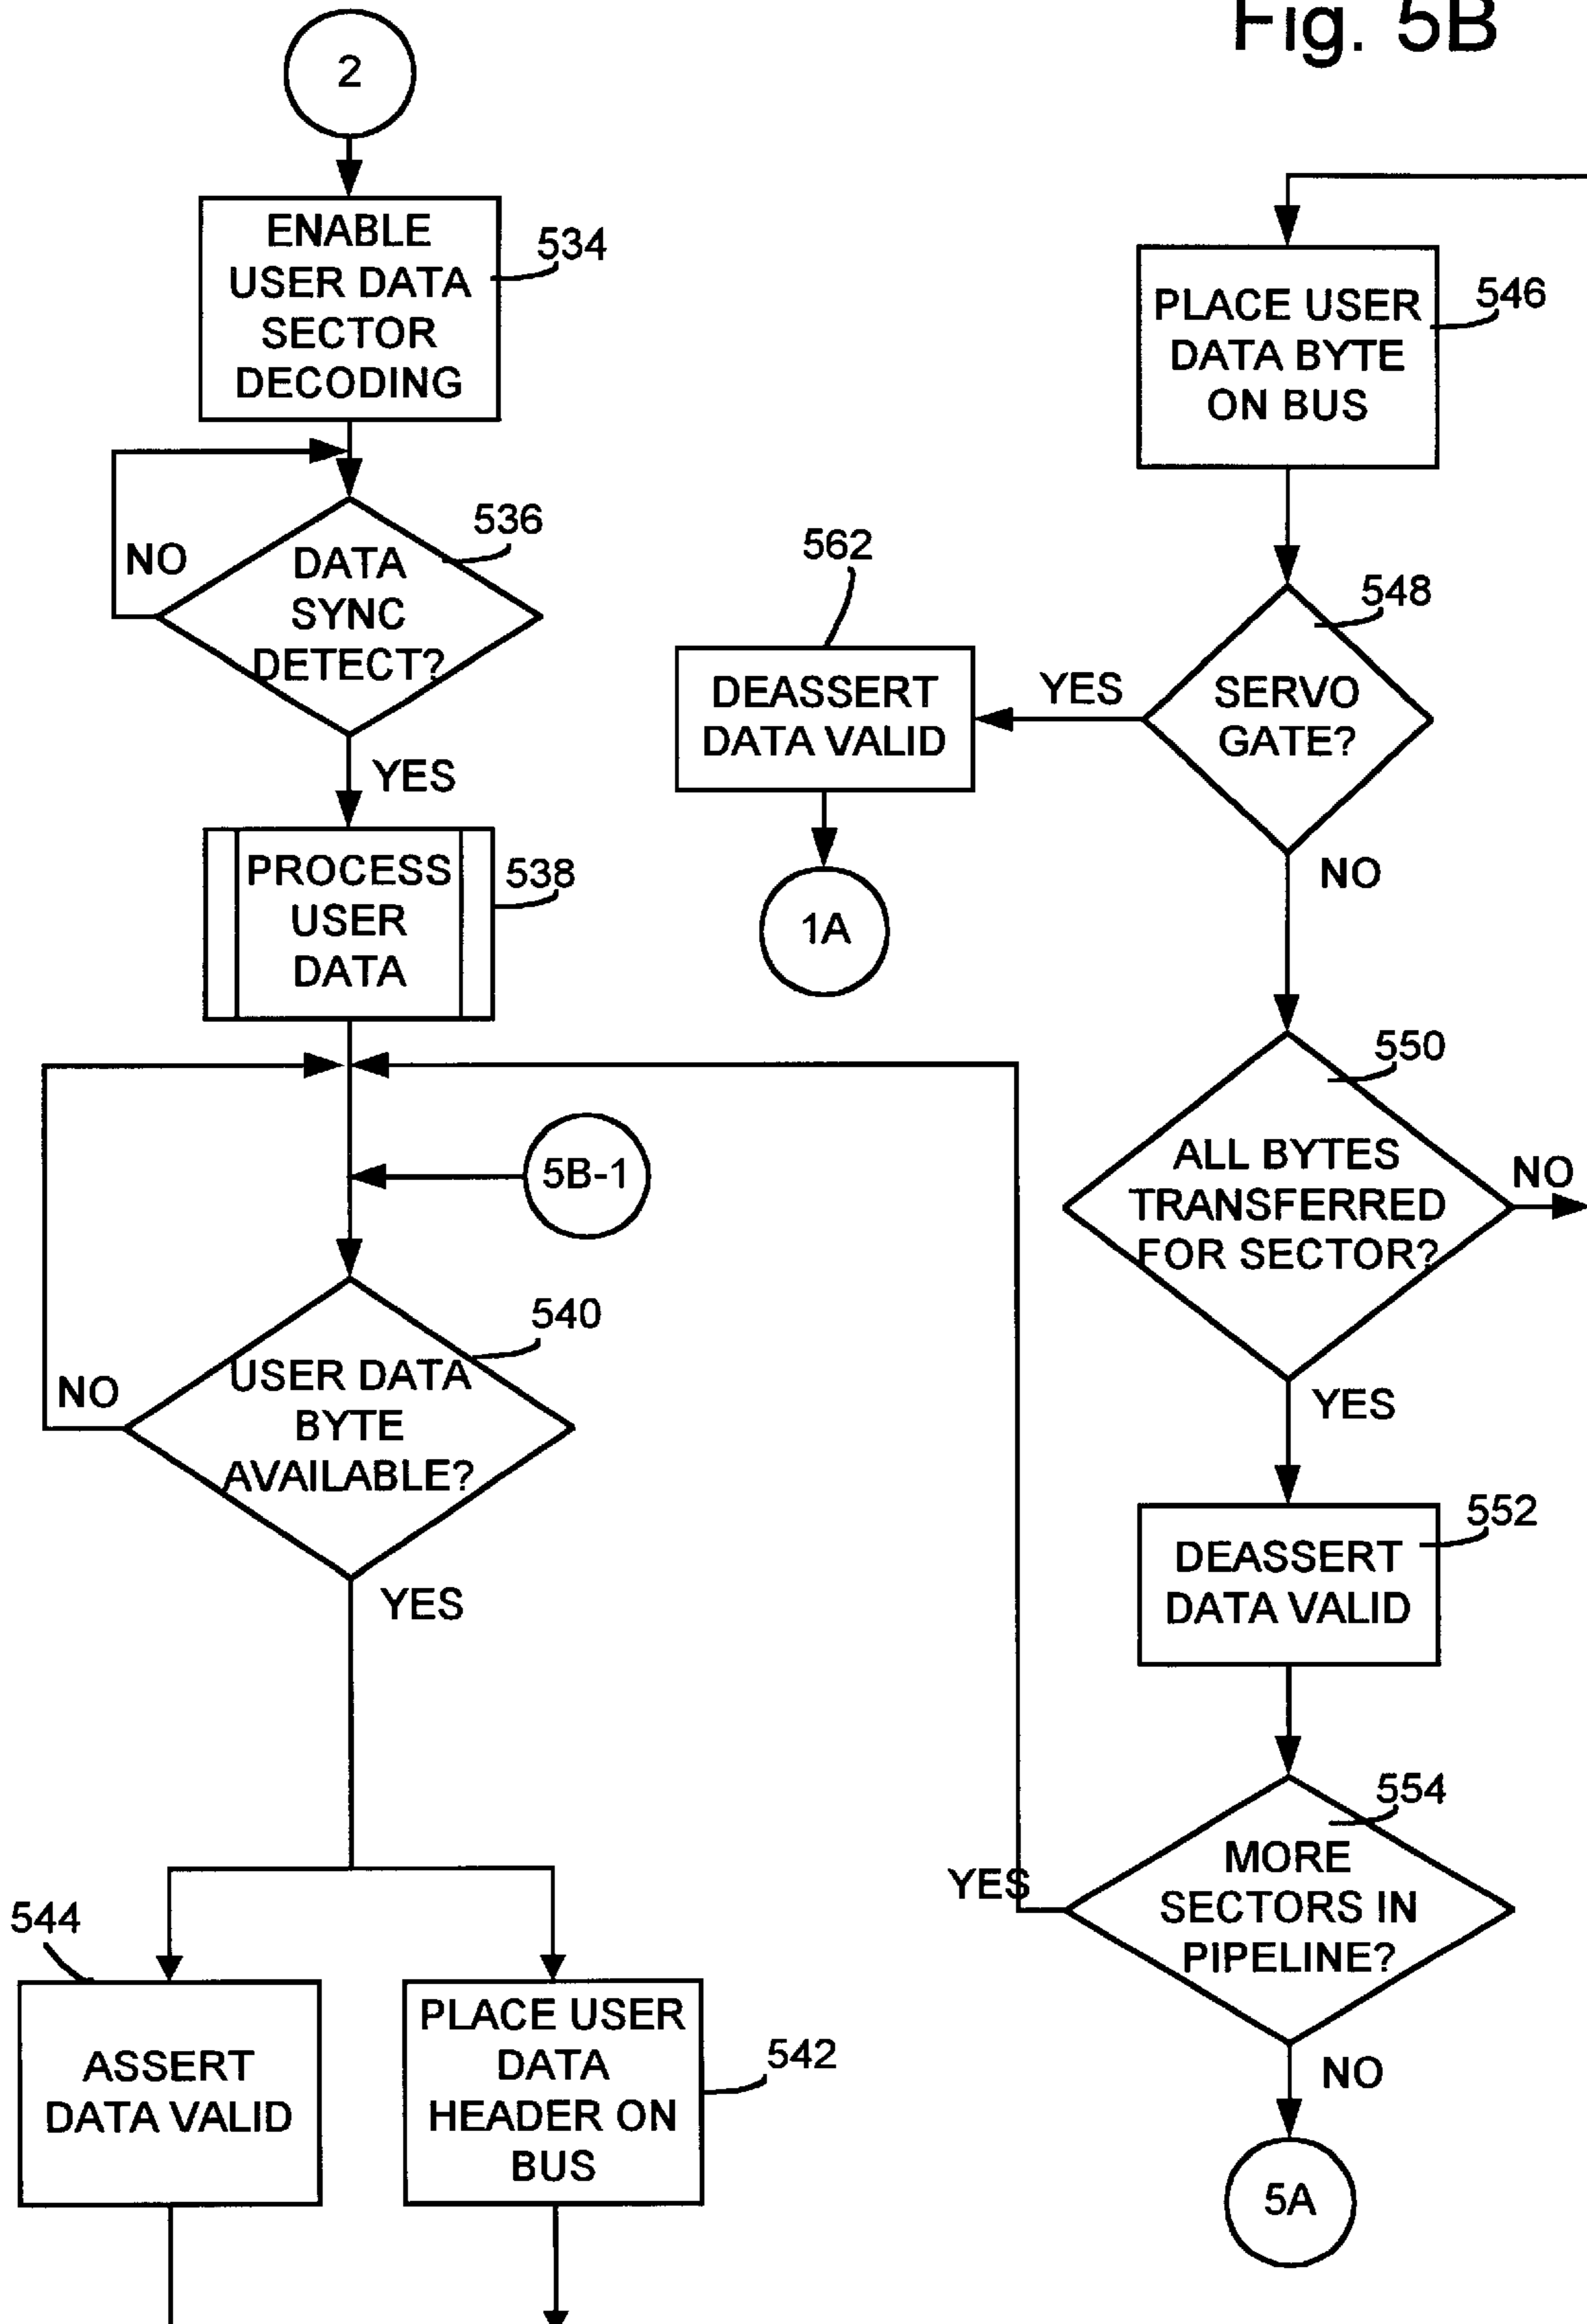 Fig. 5B
2
ENABLE
USER DATA
SECTOR
DECODING
534
NO
DATA
SYNC
DETECT?
536
YES
PROCESS
USER
DATA
538
5B-1
NO
USER DATA
BYTE
AVAILABLE?
540
YES
544
ASSERT
DATA VALID
PLACE USER
DATA
HEADER ON
BUS
542
PLACE USER
DATA BYTE
ON BUS
546
SERVO
GATE?
548
YES
562
DEASSERT
DATA VALID
1A
NO
ALL BYTES
TRANSFERRED
FOR SECTOR?
550
NO
YES
DEASSERT
DATA VALID
552
MORE
SECTORS IN
PIPELINE?
554
YES
NO
5A